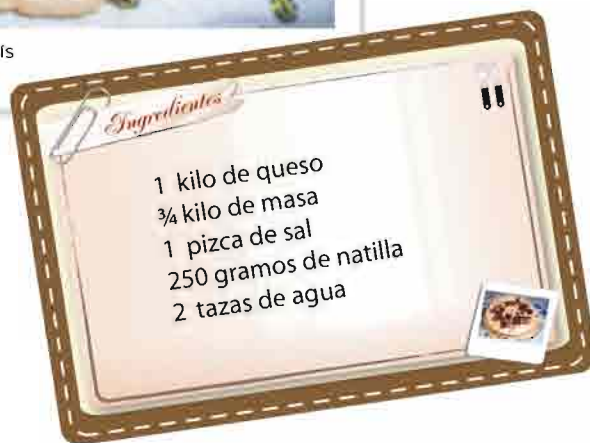 ís
Ingredientes
1 kilo de queso
¾ kilo de masa
1 pizca de sal
250 gramos de natilla
2 tazas de agua